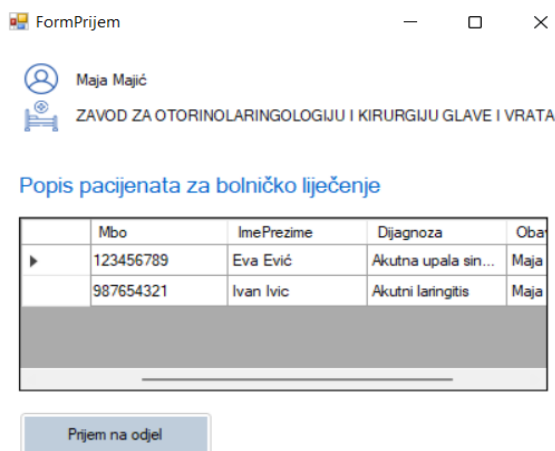 FormPrijem
Maja Majić
ZAVOD ZA OTORINOLARINGOLOGIJU I KIRURGIJU GLAVE I VRATA
Popis pacijenata za bolničko liječenje
Mbo ImePrezime Dijagnoza Oba
123456789 Eva Ević Akutna upala sin... Maja
987654321 Ivan Ivic Akutni laringitis Maja
Prijem na odjel